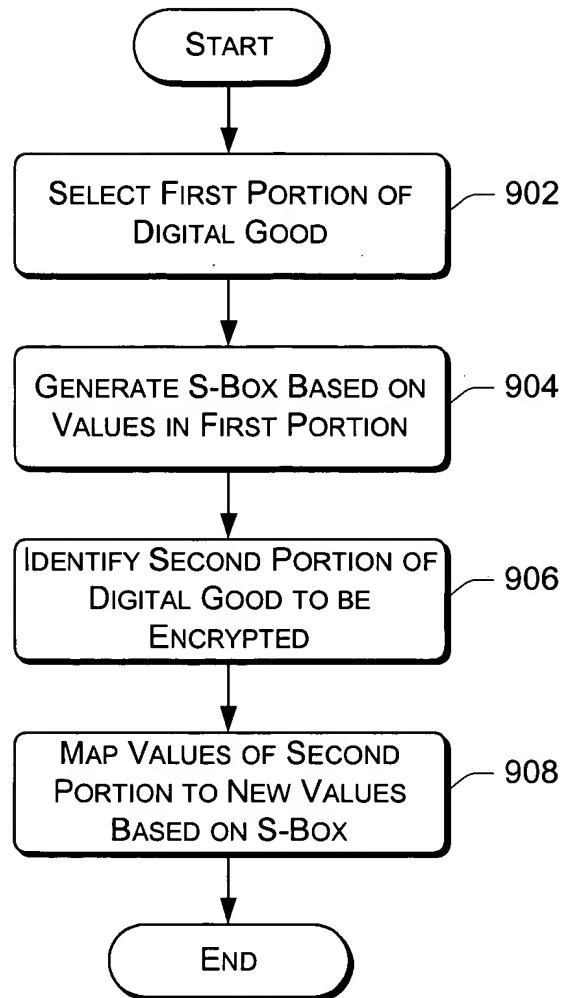 START
SELECT FIRST PORTION OF
DIGITAL GOOD
902
GENERATE S-BOX BASED ON
VALUES IN FIRST PORTION
904
IDENTIFY SECOND PORTION OF
DIGITAL GOOD TO BE
ENCRYPTED
906
MAP VALUES OF SECOND
PORTION TO NEW VALUES
BASED ON S-BOX
908
END